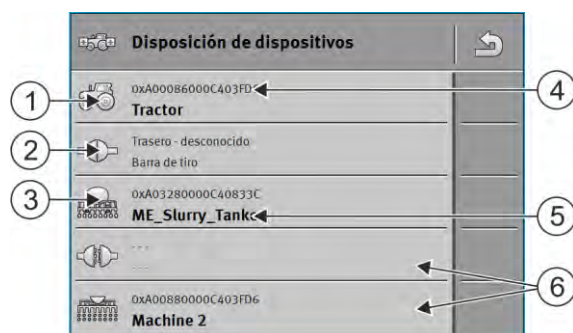 Disposición de dispositivos
0xA00086000C403FD
Tractor
Trasero - desconocido
Barra de tiro
0xA03280000C40833C
ME_Slurry_Tank
- - -
- - -
0xA00880000C403FD6
Machine 2
1
2
3
4
5
6